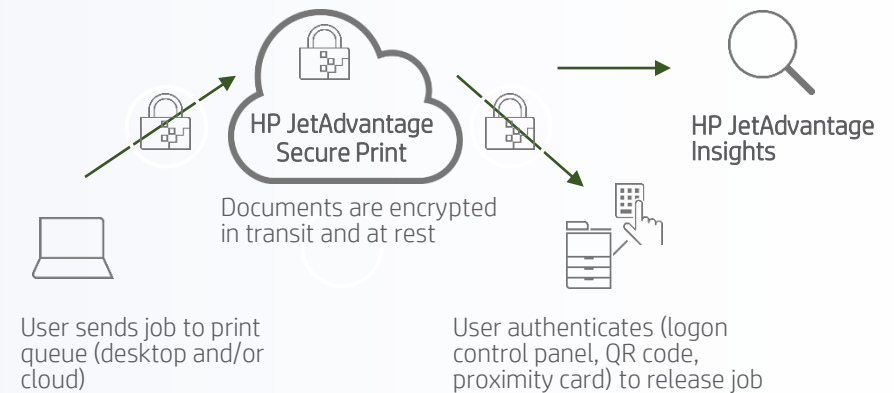 HP JetAdvantage
Secure Print
HP JetAdvantage
Insights
Documents are encrypted
in transit and at rest
User sends job to print
queue (desktop and/or
cloud)
User authenticates (logon
control panel, QR code,
proximity card) to release job